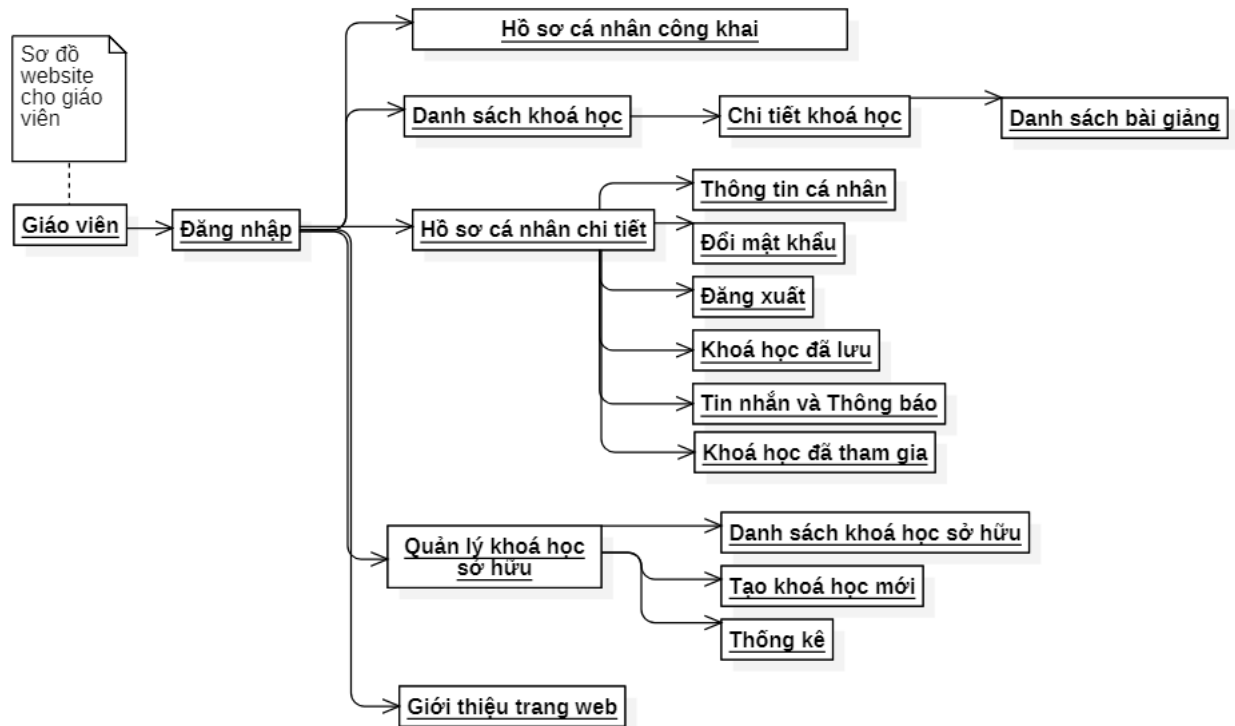 Sơ đồ
website
cho giáo
viên
Giáo viên
Đăng nhập
Hồ sơ cá nhân công khai
Danh sách khoá học
Chi tiết khoá học
Danh sách bài giảng
Hồ sơ cá nhân chi tiết
Thông tin cá nhân
Đổi mật khẩu
Đăng xuất
Khoá học đã lưu
Tin nhắn và Thông báo
Khoá học đã tham gia
Quản lý khoá học
sở hữu
Danh sách khoá học sở hữu
Tạo khoá học mới
Thống kê
Giới thiệu trang web